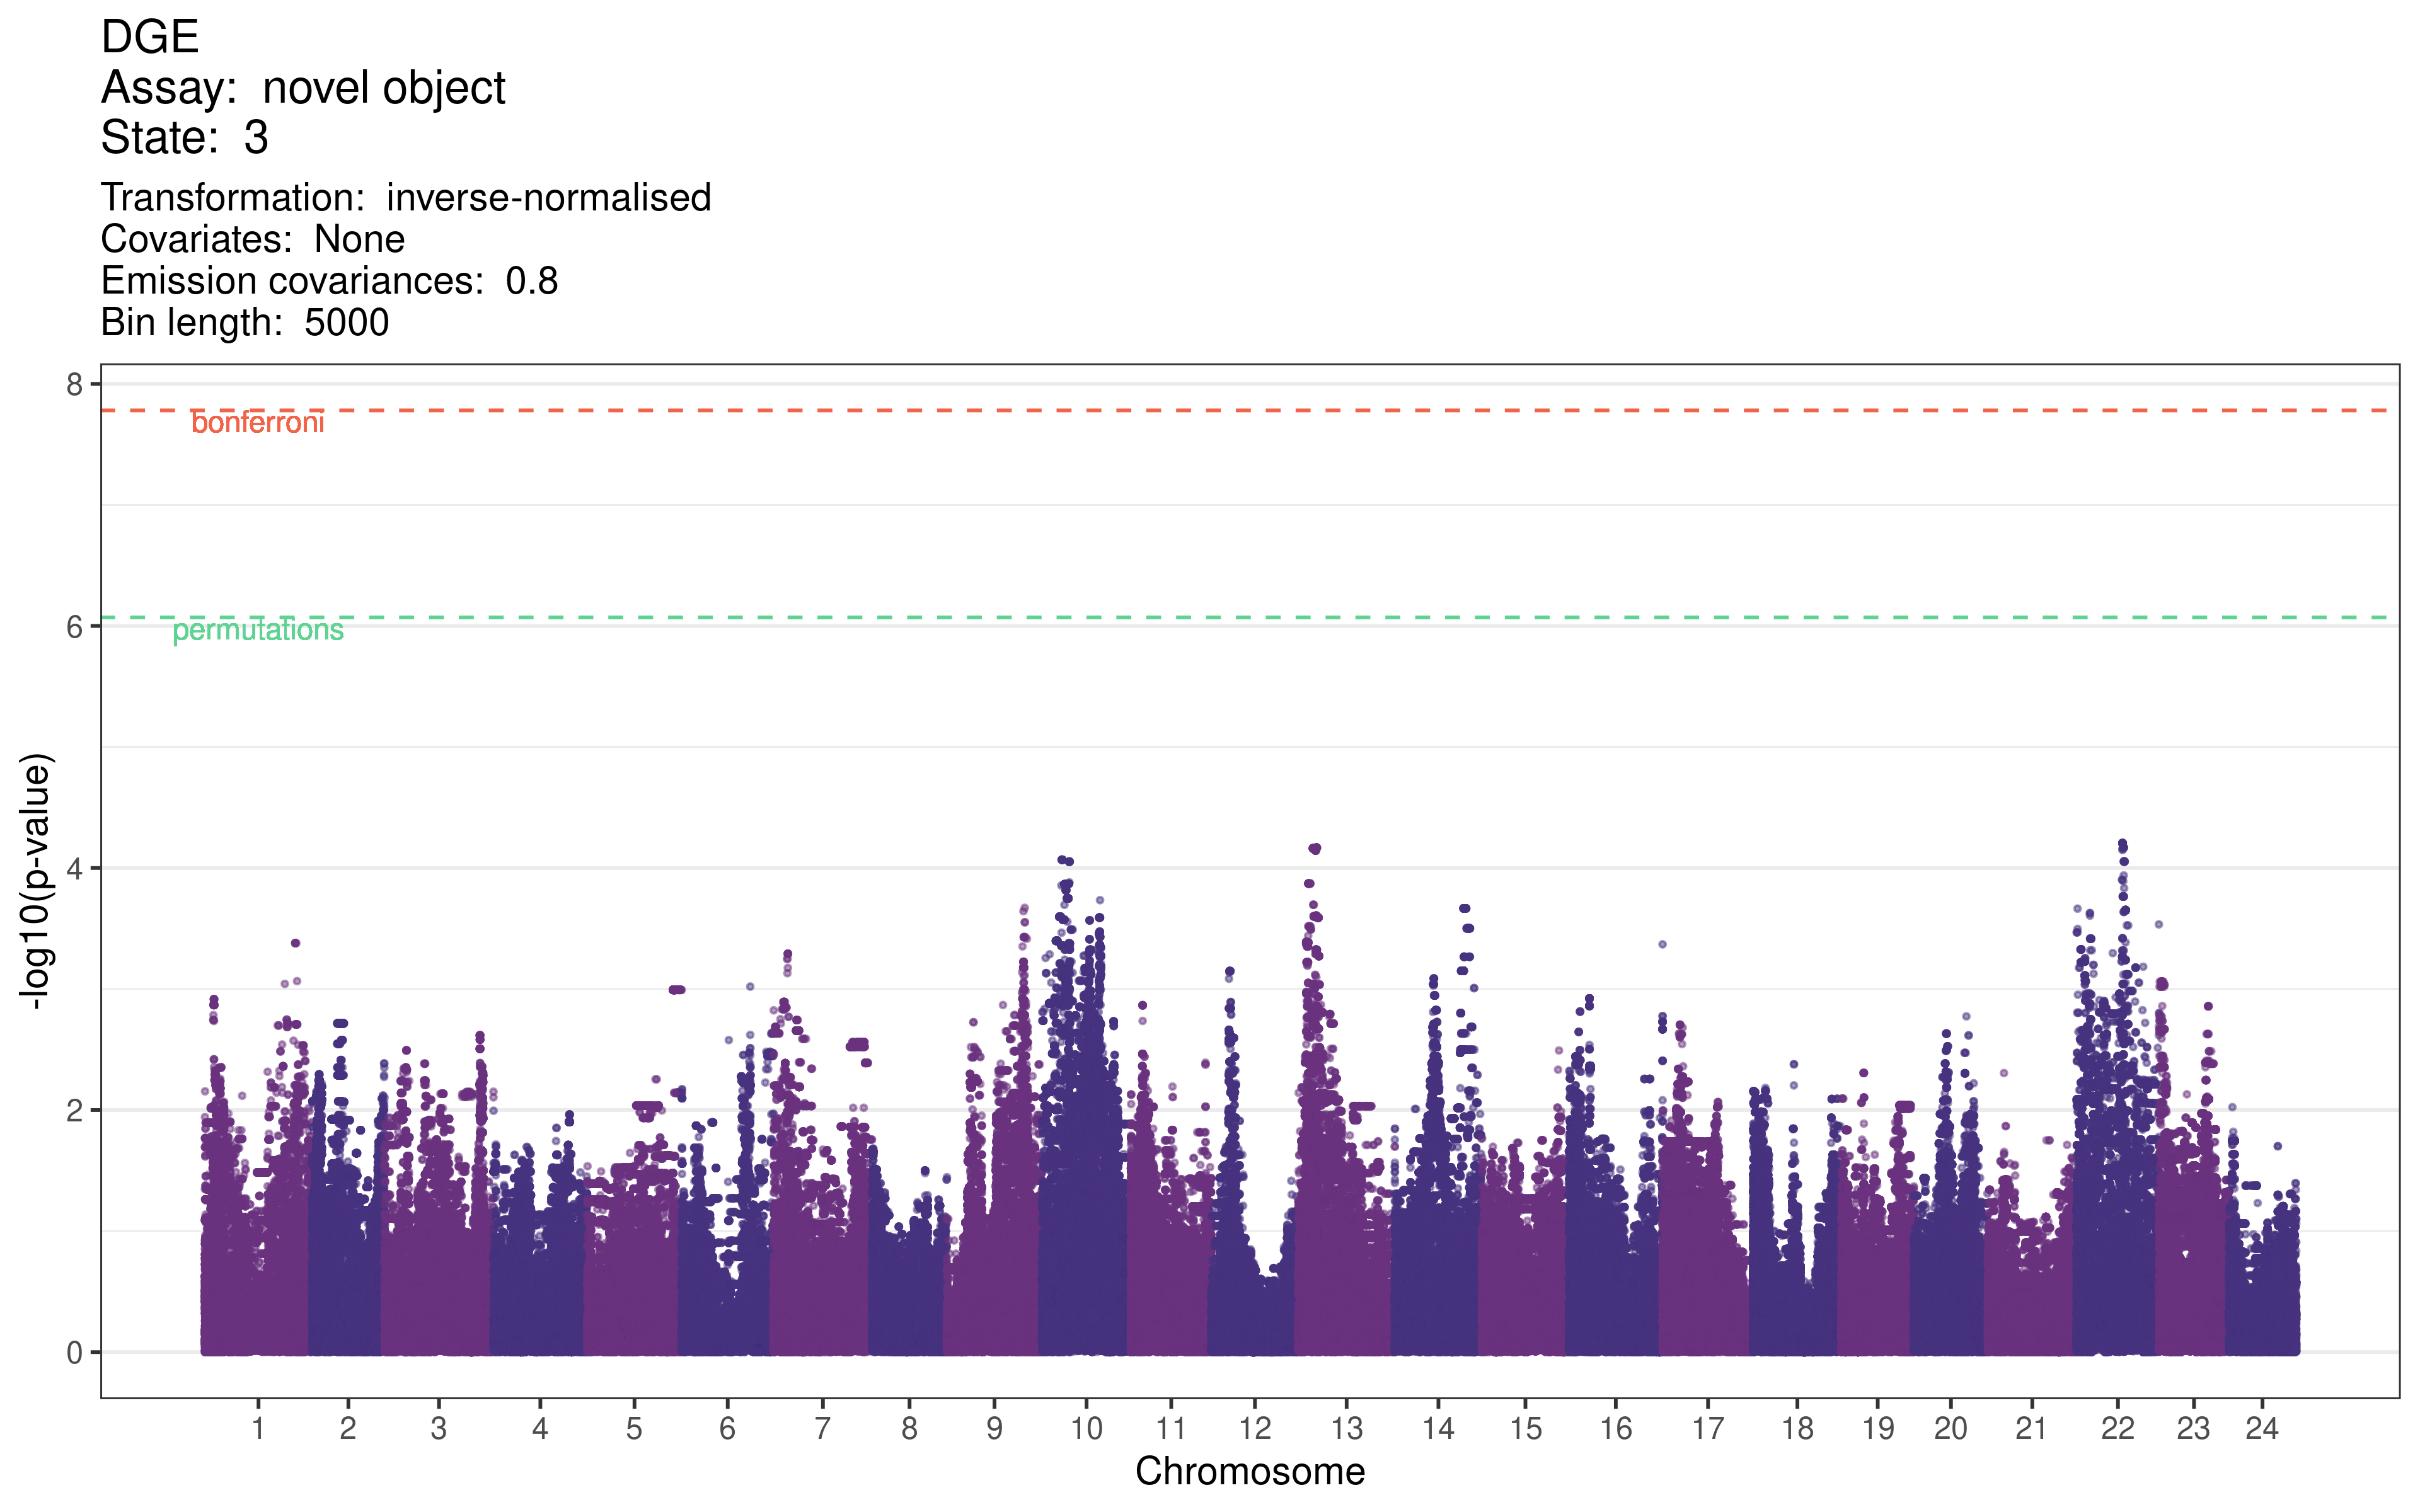 DGE
Assay:  novel object
State:  3
Transformation:  inverse-normalised
Covariates:  None
Emission covariances:  0.8
Bin length:  5000
8
bonferroni
6
permutations
4
2
0
-log10(p-value)
1 2 3 4 5 6 7 8 9 10 11 12 13 14 15 16 17 18 19 20 21 22 23 24
Chromosome